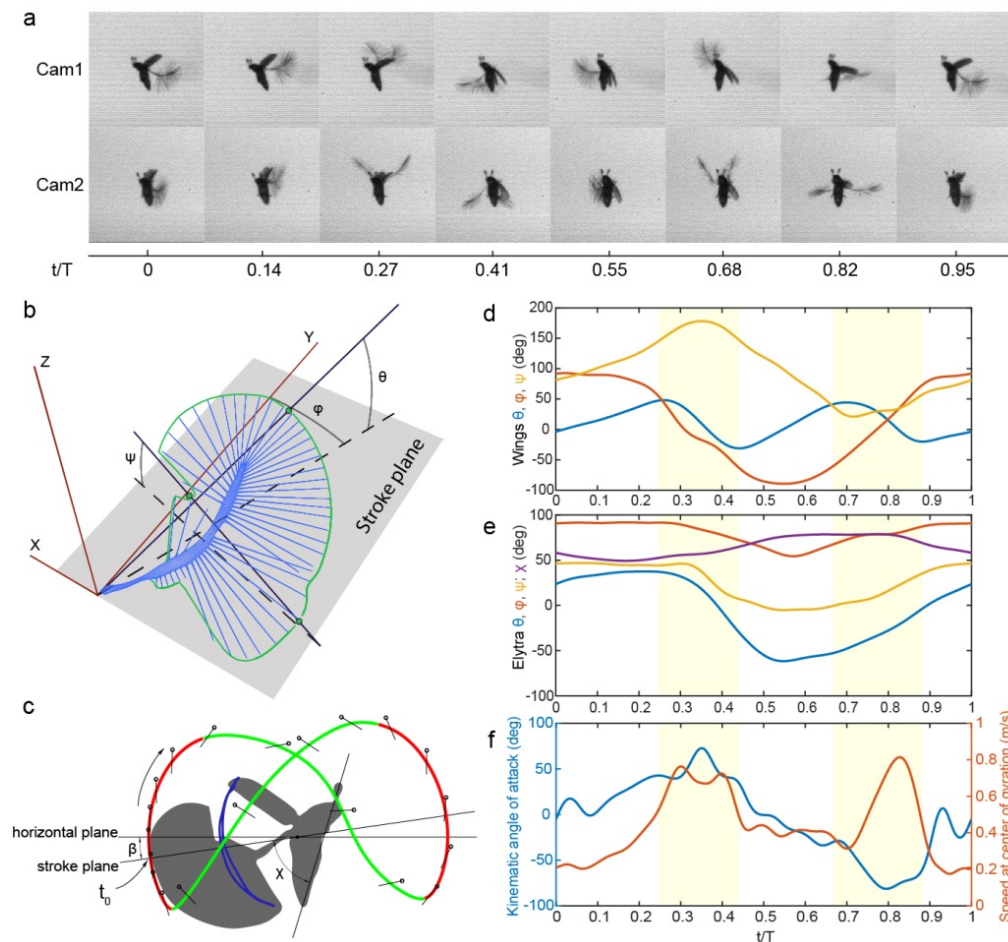 a
Cam1
Cam2
t/T
0 0.14 0.27 0.41 0.55 0.68 0.82 0.95
b
Z
Y
X
θ
φ
ψ
Stroke plane
c
horizontal plane
β
stroke plane
t₀
χ
d
Wings θ, φ, ψ (deg)
200
150
100
50
0
-50
-100
0 0.1 0.2 0.3 0.4 0.5 0.6 0.7 0.8 0.9 1
e
Elytra θ, φ, ψ; χ (deg)
100
50
0
-50
-100
0 0.1 0.2 0.3 0.4 0.5 0.6 0.7 0.8 0.9 1
f
Kinematic angle of attack (deg)
100
50
0
-50
-100
0 0.1 0.2 0.3 0.4 0.5 0.6 0.7 0.8 0.9 1
t/T
1
0.8
0.6
0.4
0.2
0
Speed at center of gyration (m/s)